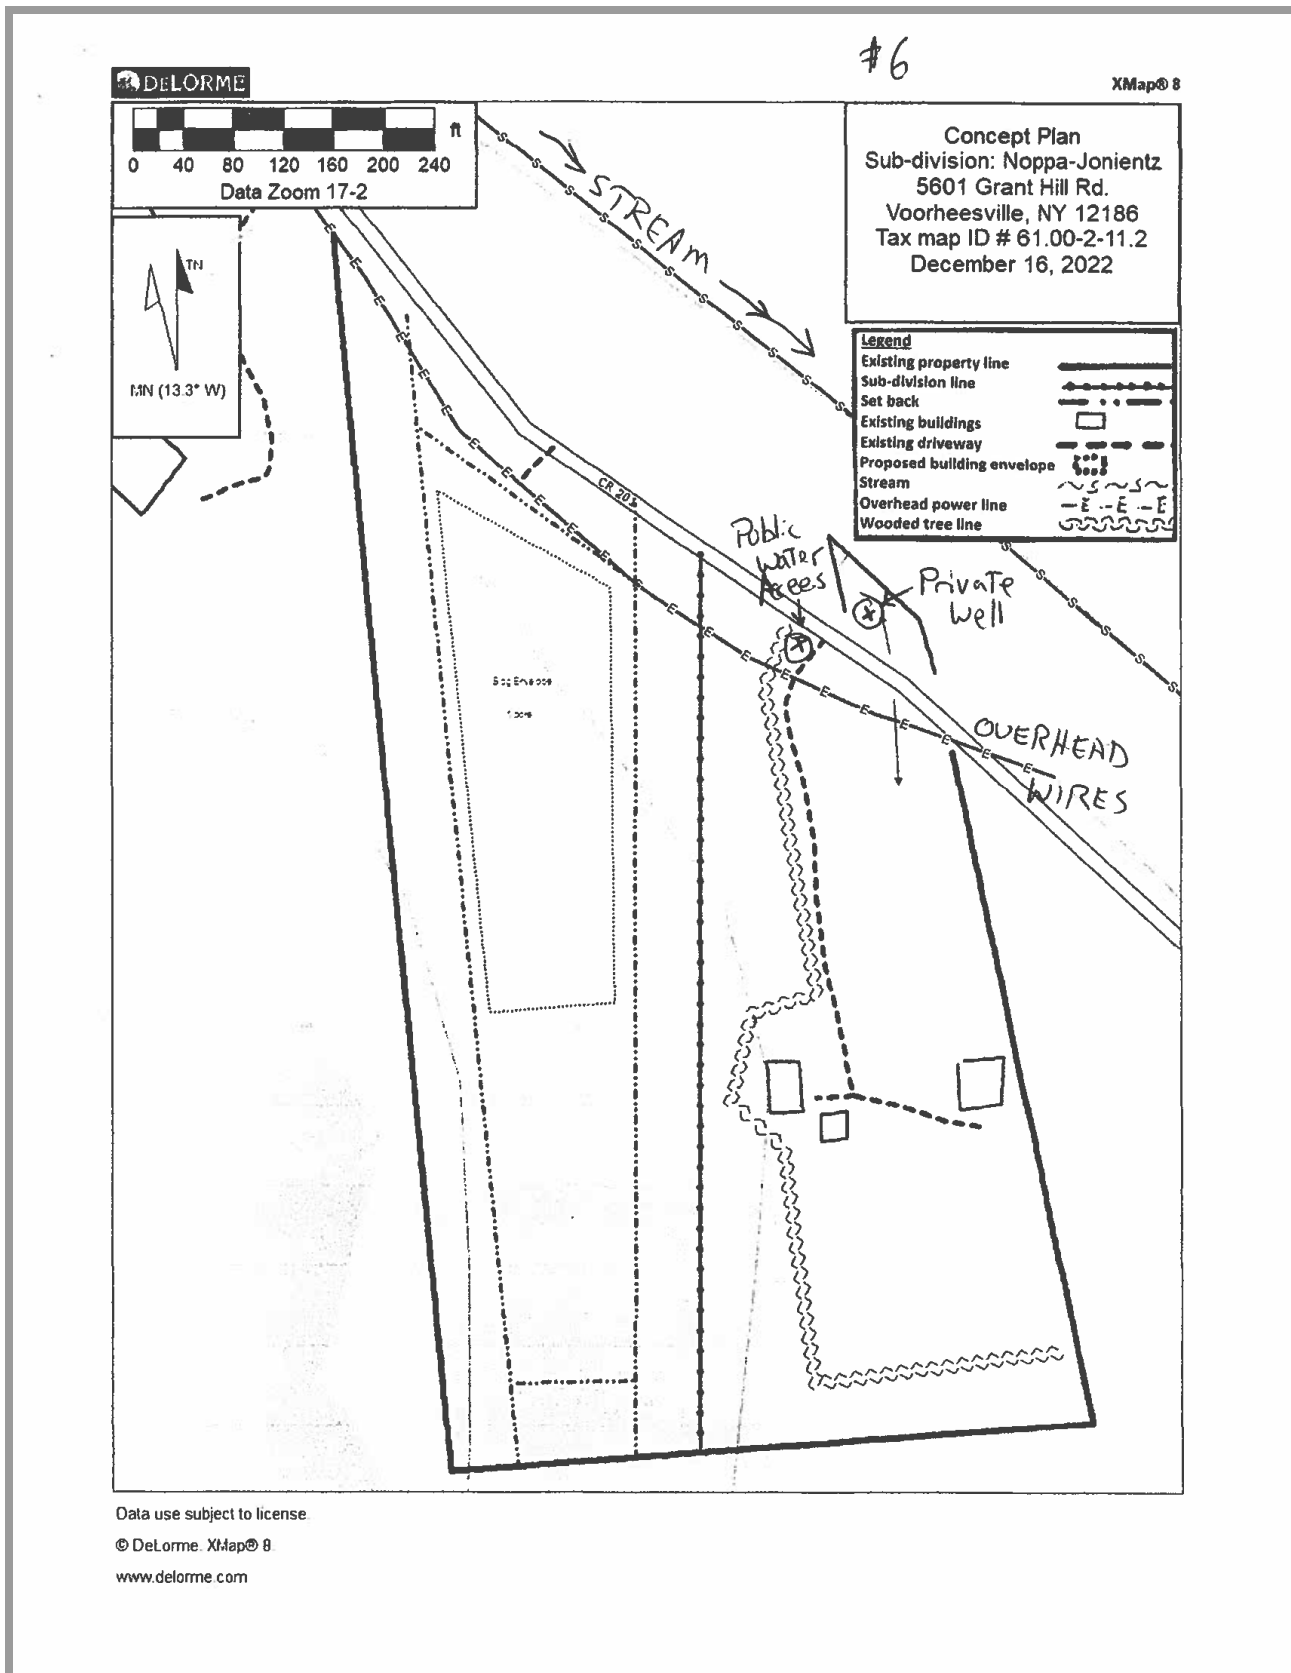 #6
DELORME
XMap® 8
ft
0 40 80 120 160 200 240
Data Zoom 17-2
Concept Plan
Sub-division: Noppa-Jonientz
5601 Grant Hill Rd.
Voorheesville, NY 12186
Tax map ID # 61.00-2-11.2
December 16, 2022
TN
MN (13.3° W)
STREAM
Legend
Existing property line
Sub-division line
Set back
Existing buildings
Existing driveway
Proposed building envelope
Stream
Overhead power line
Wooded tree line
CR 201
Public
Water
Private
Well
OVERHEAD
WIRES
Data use subject to license.
© DeLorme. XMap® 8.
www.delorme.com